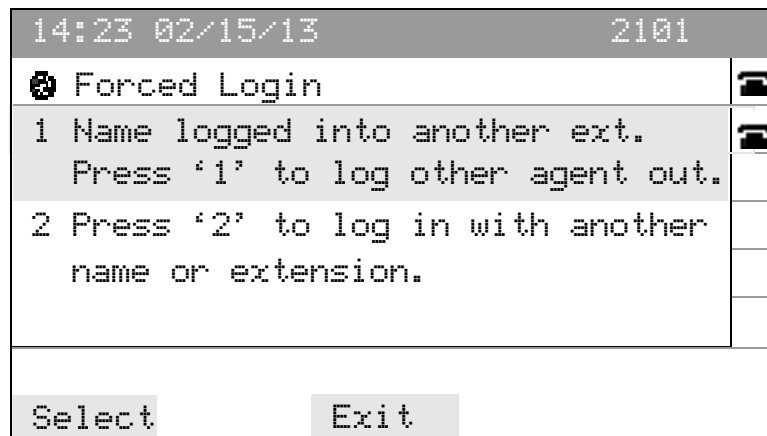 14:23 02/15/13 2101
Forced Login
1 Name logged into another ext.
Press ‘1’ to log other agent out.
2 Press ‘2’ to log in with another
name or extension.
Select Exit